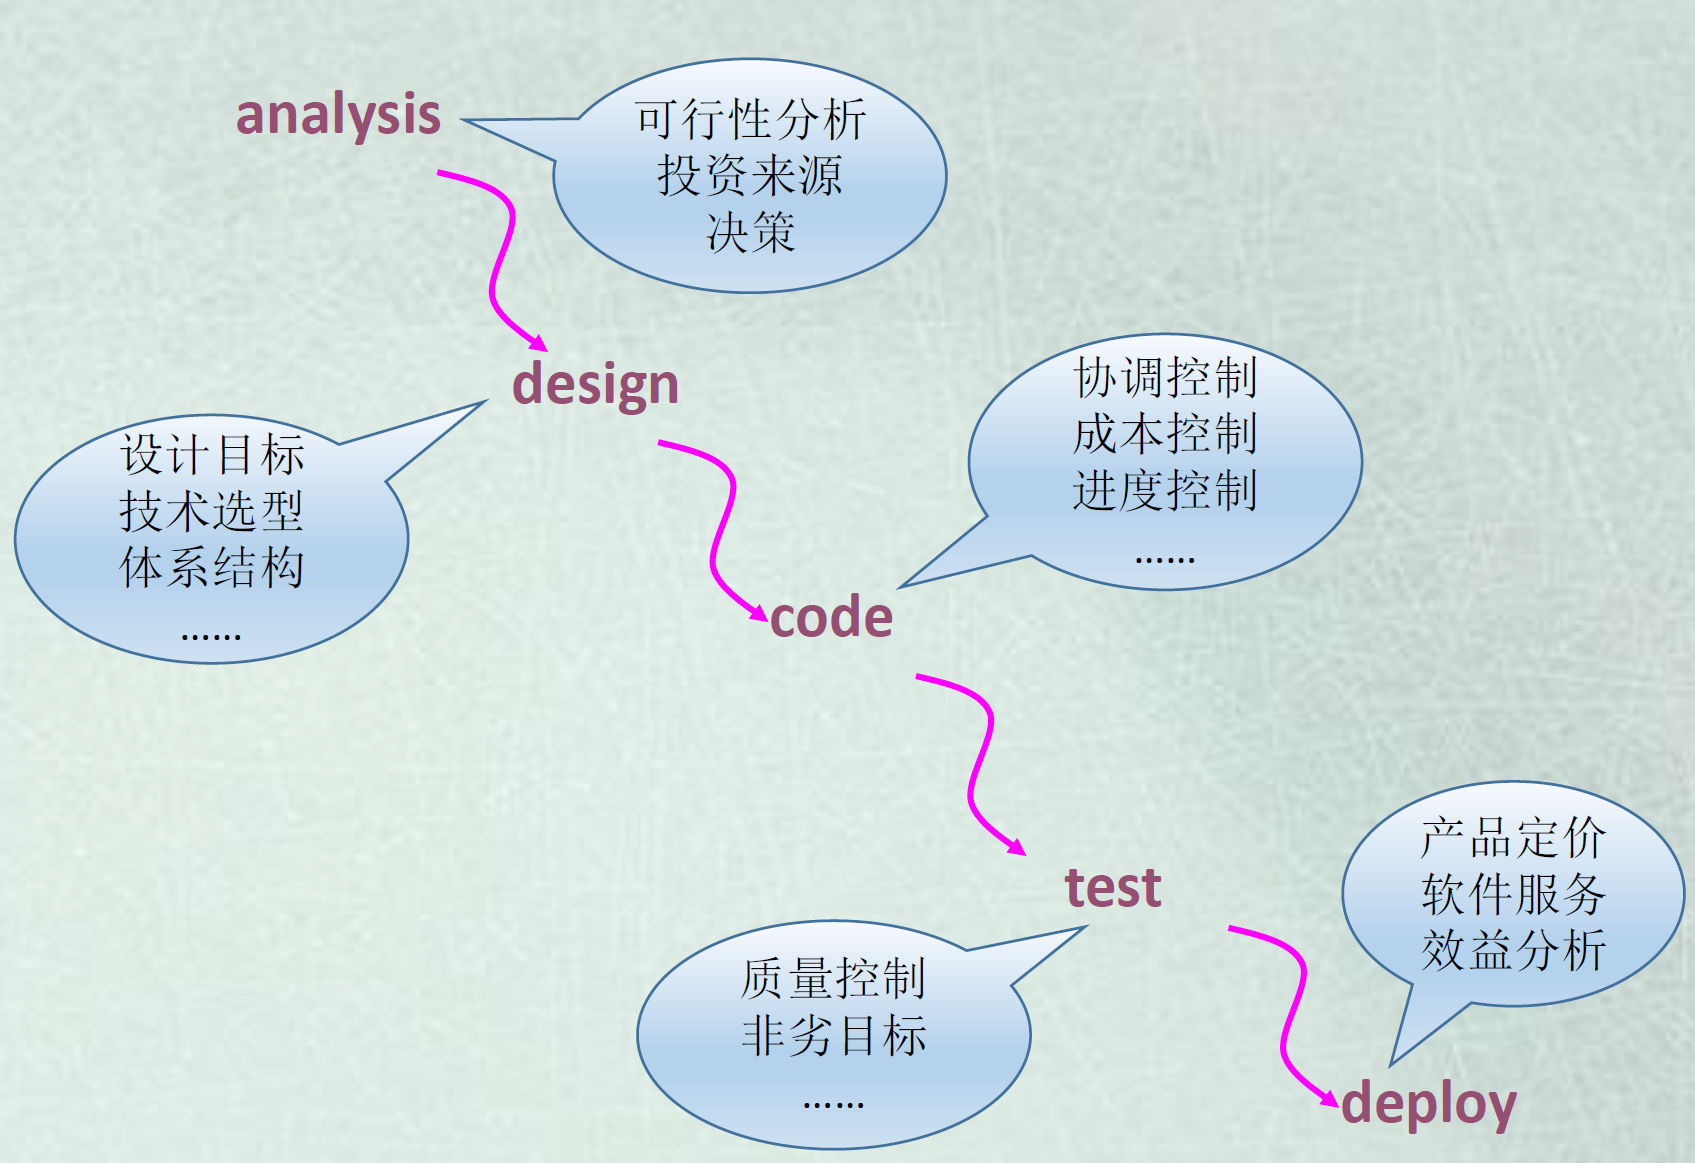 analysis
可行性分析
投资来源
决策
design
设计目标
技术选型
体系结构
……
code
协调控制
成本控制
进度控制
……
test
质量控制
非劣目标
……
deploy
产品定价
软件服务
效益分析